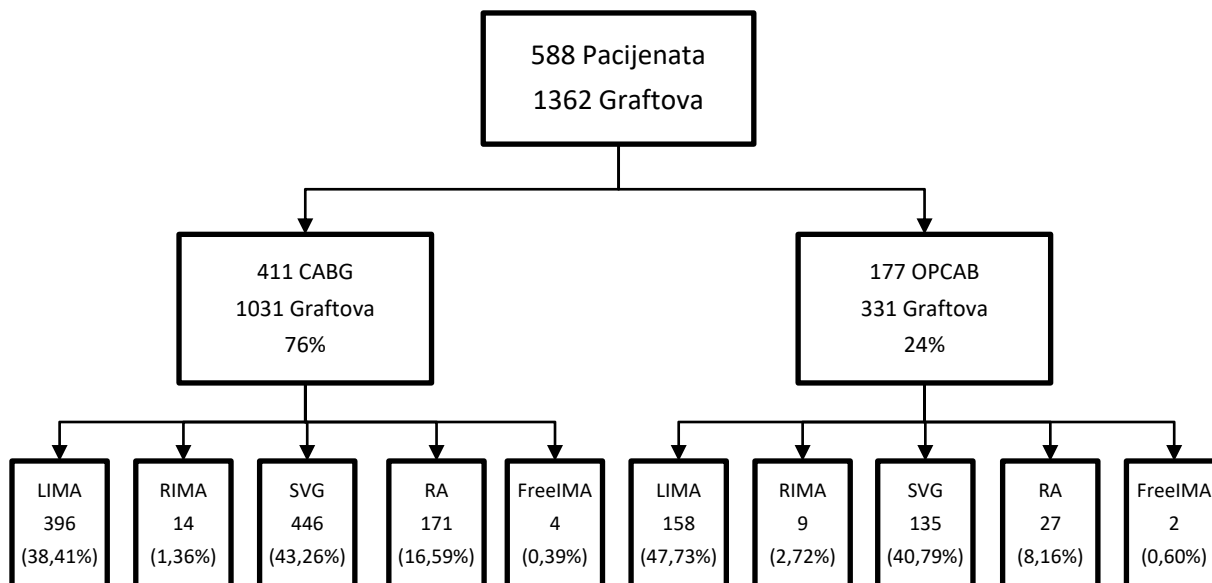 588 Pacijenata
1362 Graftova
411 CABG
1031 Graftova
76%
177 OPCAB
331 Graftova
24%
LIMA
396
(38,41%)
RIMA
14
(1,36%)
SVG
446
(43,26%)
RA
171
(16,59%)
FreeIMA
4
(0,39%)
LIMA
158
(47,73%)
RIMA
9
(2,72%)
SVG
135
(40,79%)
RA
27
(8,16%)
FreeIMA
2
(0,60%)